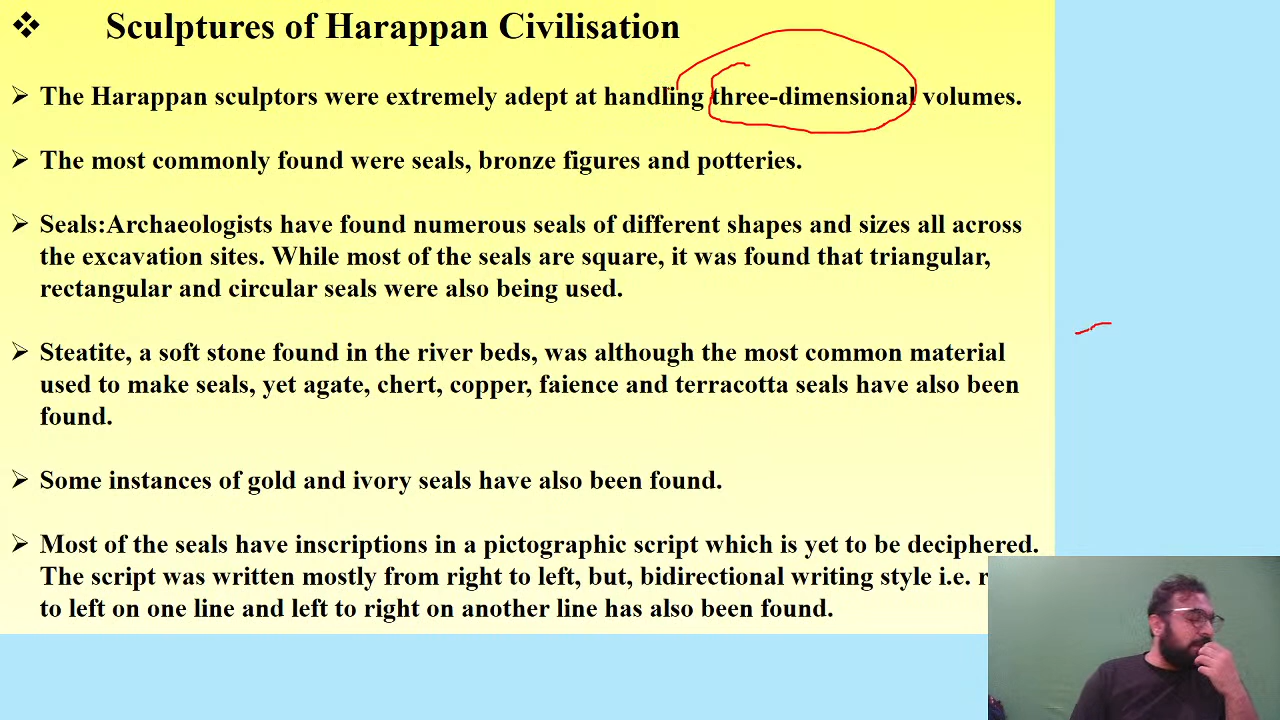 ❖ Sculptures of Harappan Civilisation
➢ The Harappan sculptors were extremely adept at handling three-dimensional volumes.
➢ The most commonly found were seals, bronze figures and potteries.
➢ Seals:Archaeologists have found numerous seals of different shapes and sizes all across
the excavation sites. While most of the seals are square, it was found that triangular,
rectangular and circular seals were also being used.
➢ Steatite, a soft stone found in the river beds, was although the most common material
used to make seals, yet agate, chert, copper, faience and terracotta seals have also been
found.
➢ Some instances of gold and ivory seals have also been found.
➢ Most of the seals have inscriptions in a pictographic script which is yet to be deciphered.
The script was written mostly from right to left, but, bidirectional writing style i.e.
to left on one line and left to right on another line has also been found.